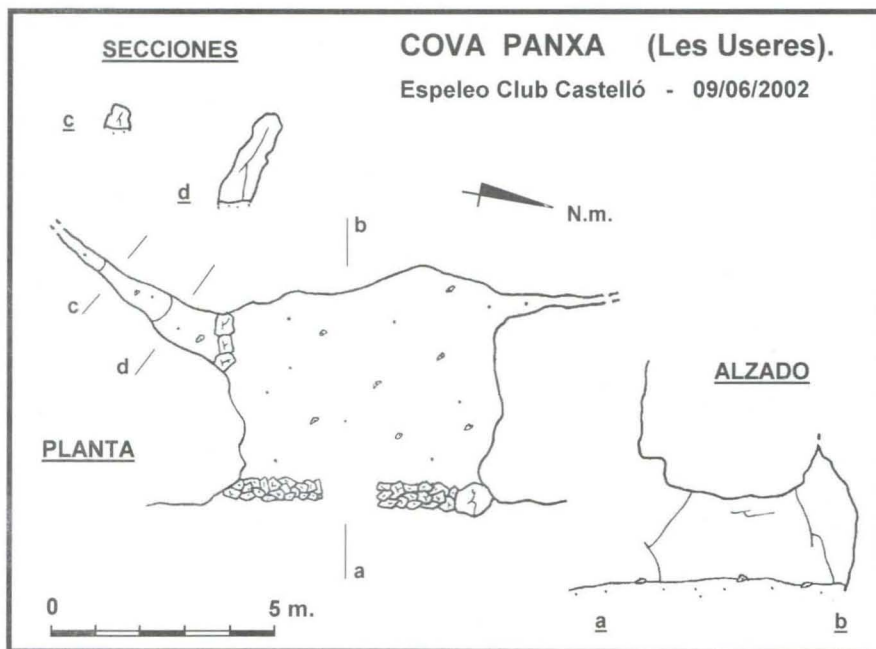 SECCIONES
COVA PANXA (Les Useres).
Espeleo Club Castelló - 09/06/2002
c
d
N.m.
b
c
d
PLANTA
ALZADO
a
0 5 m.
a b